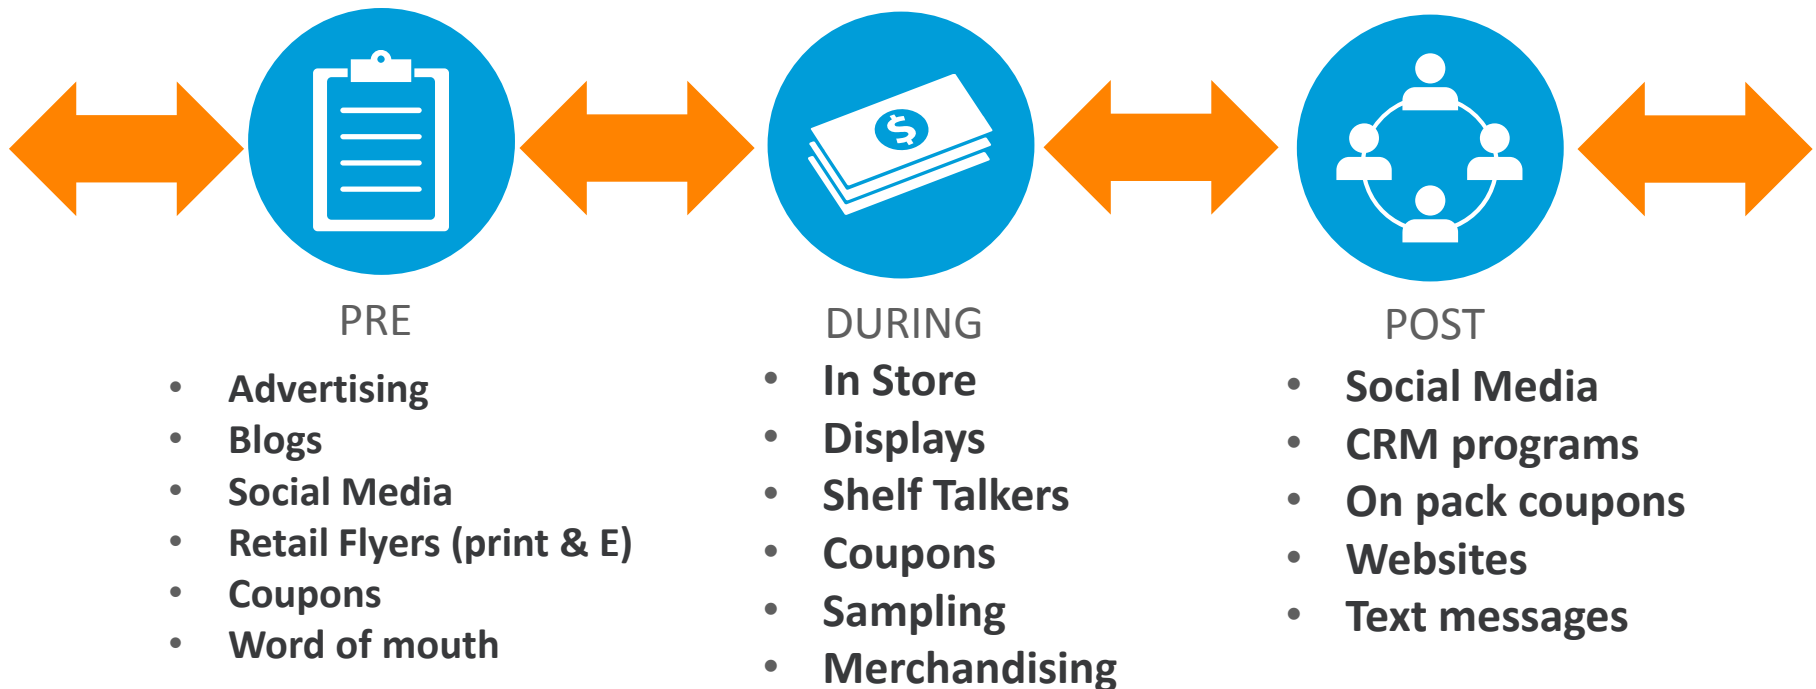 $
PRE
• Advertising
• Blogs
• Social Media
• Retail Flyers (print & E)
• Coupons
• Word of mouth
DURING
• In Store
• Displays
• Shelf Talkers
• Coupons
• Sampling
• Merchandising
POST
• Social Media
• CRM programs
• On pack coupons
• Websites
• Text messages